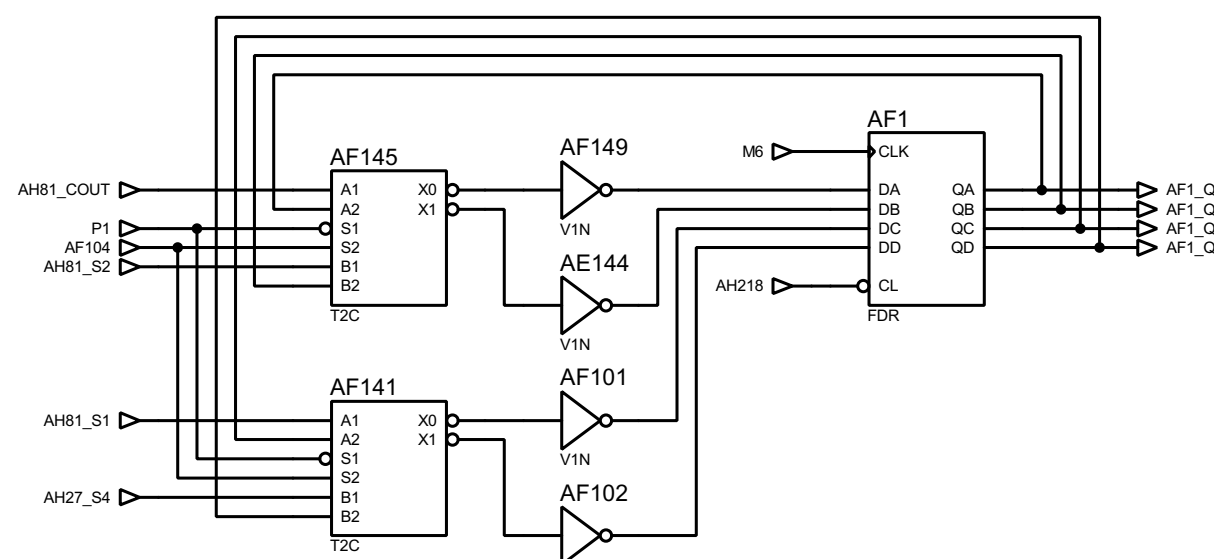 AF1
AF149
M6
CLK
AF145
AH81_COUT
A1
X0
DA
QA
AF1_Q
A2
X1
DB
QB
AF1_Q
P1
S1
V1N
DC
QC
AF1_Q
AF104
S2
DD
QD
AF1_Q
AH81_S2
B1
AE144
B2
AH218
CL
T2C
FDR
V1N
AF101
AF141
AH81_S1
A1
X0
A2
X1
S1
V1N
S2
AF102
AH27_S4
B1
B2
T2C